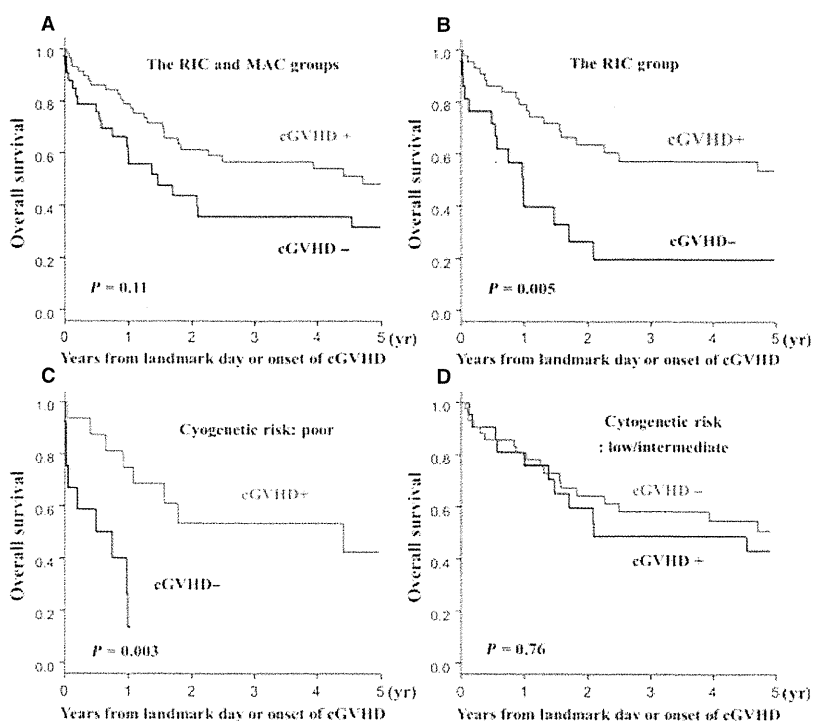 A
The RIC and MAC groups
1.0
0.8
0.6
0.4
0.2
0.0
Overall survival
cGVHD +
cGVHD –
P = 0.11
0 1 2 3 4 5 (yr)
Years from landmark day or onset of cGVHD
B
The RIC group
1.0
0.8
0.6
0.4
0.2
0.0
Overall survival
cGVHD+
cGVHD–
P = 0.005
0 1 2 3 4 5 (yr)
Years from landmark day or onset of cGVHD
C
Cyogenetic risk: poor
1.0
0.8
0.6
0.4
0.2
0.0
Overall survival
cGVHD+
cGVHD–
P = 0.003
0 1 2 3 4 5 (yr)
Years from landmark day or onset of cGVHD
D
Cytogenetic risk
: low/intermediate
1.0
0.8
0.6
0.4
0.2
0.0
Overall survival
cGVHD –
cGVHD +
P = 0.76
0 1 2 3 4 5 (yr)
Years from landmark day or onset of cGVHD